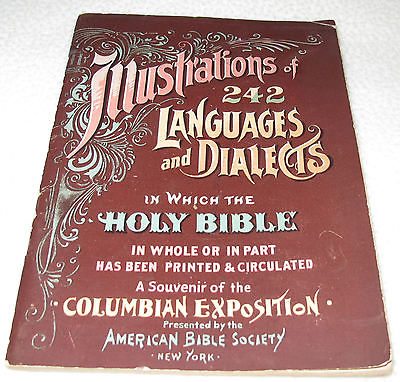 Illustrations of
242
LANGUAGES
and DIALECTS
IN WHICH THE
HOLY BIBLE
IN WHOLE OR IN PART
HAS BEEN PRINTED & CIRCULATED
A Souvenir of the
· COLUMBIAN EXPOSITION ·
Presented by the
AMERICAN BIBLE SOCIETY
· NEW YORK ·